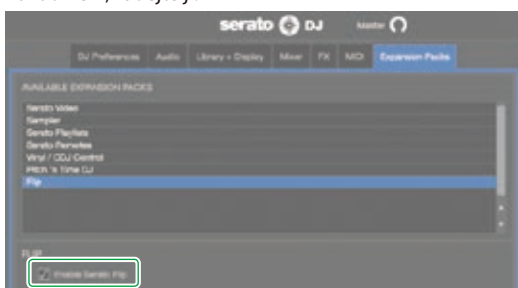 serato DJ Master
DJ Preferences Audio Library + Display Mixer FX MIDI Expansion Packs
AVAILABLE EXPANSION PACKS
Serato Video
Sampler
Serato Playlists
Serato Remotes
Vinyl / CDJ Control
Pitch 'n Time DJ
Flip
FLIP
Enable Serato Flip